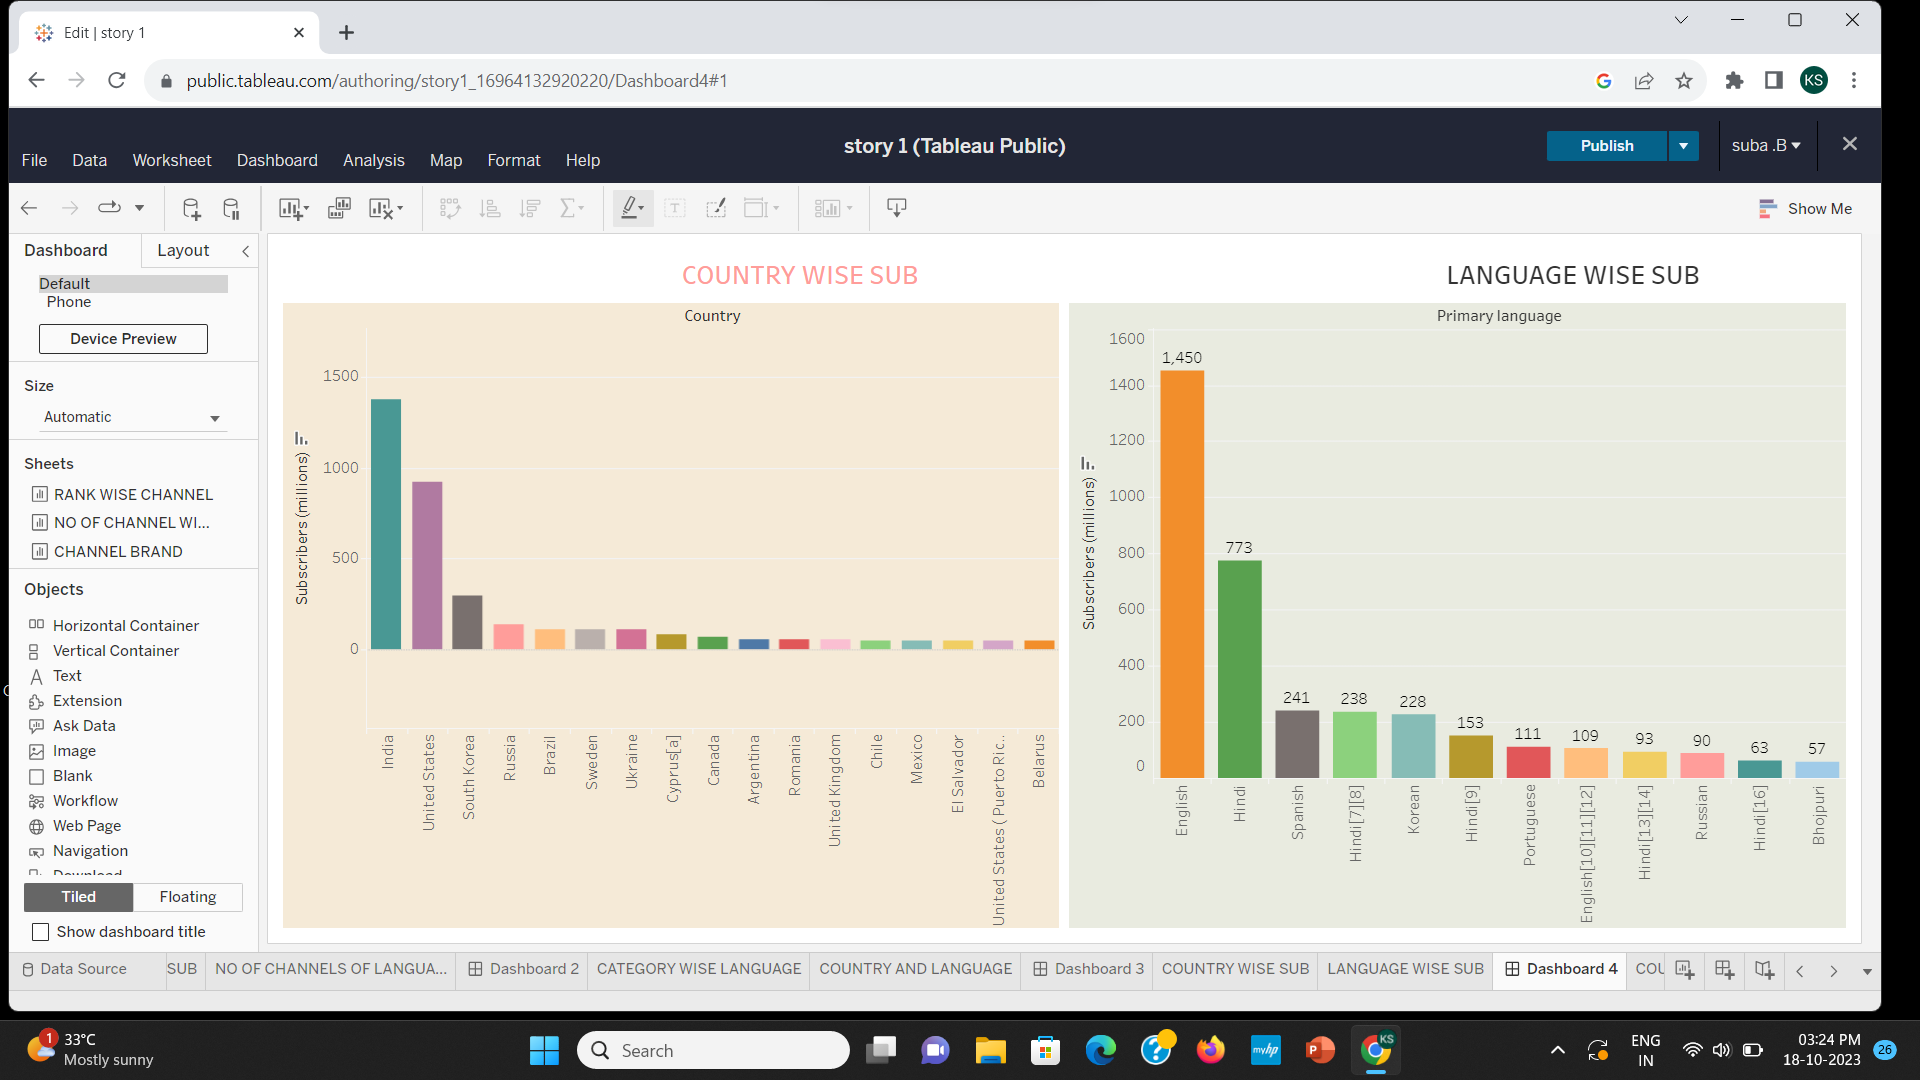 Edit | story 1
public.tableau.com/authoring/story1_16964132920220/Dashboard4#1
KS
File Data Worksheet Dashboard Analysis Map Format Help
story 1 (Tableau Public)
Publish
suba .B
Show Me
Dashboard Layout
Default
Phone
Device Preview
Size
Automatic
Sheets
RANK WISE CHANNEL
NO OF CHANNEL WI...
CHANNEL BRAND
Objects
Horizontal Container
Vertical Container
Text
Extension
Ask Data
Image
Blank
Workflow
Web Page
Navigation
Download
Tiled Floating
Show dashboard title
COUNTRY WISE SUB
Country
Subscribers (millions)
1500
1000
500
0
India
United States
South Korea
Russia
Brazil
Sweden
Ukraine
Cyprus[a]
Canada
Argentina
Romania
United Kingdom
Chile
Mexico
El Salvador
United States ( Puerto Ric..
Belarus
LANGUAGE WISE SUB
Primary language
Subscribers (millions)
1600
1400
1200
1000
800
600
400
200
0
1,450
773
241
238
228
153
111
109
93
90
63
57
English
Hindi
Spanish
Hindi[7][8]
Korean
Hindi[9]
Portuguese
English[10][11][12]
Hindi[13][14]
Russian
Hindi[16]
Bhojpuri
Data Source SUB NO OF CHANNELS OF LANGUA... Dashboard 2 CATEGORY WISE LANGUAGE COUNTRY AND LANGUAGE Dashboard 3 COUNTRY WISE SUB LANGUAGE WISE SUB Dashboard 4 COU
1
33°C
Mostly sunny
Search
myhp
P
KS
ENG
IN
03:24 PM
18-10-2023
26